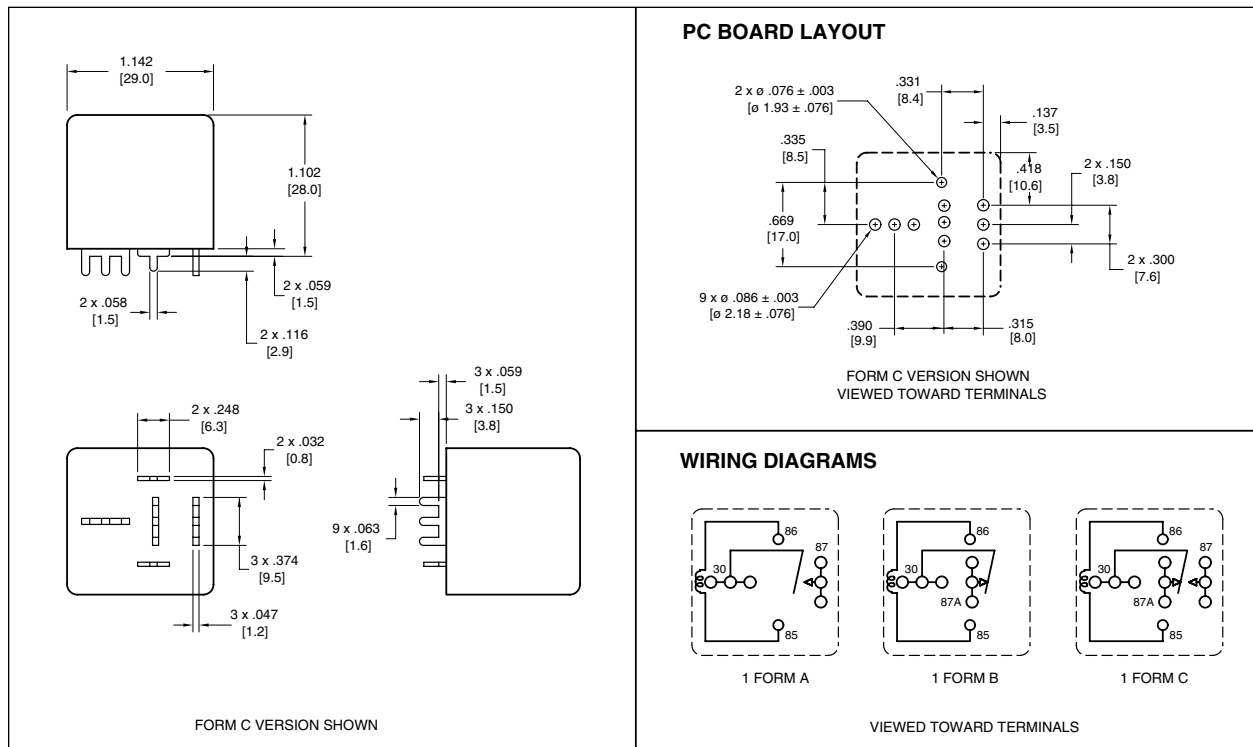 1.142
[29.0]
1.102
[28.0]
2 x .059
[1.5]
2 x .058
[1.5]
2 x .116
[2.9]
3 x .059
[1.5]
3 x .150
[3.8]
2 x .248
[6.3]
2 x .032
[0.8]
9 x .063
[1.6]
3 x .374
[9.5]
3 x .047
[1.2]
FORM C VERSION SHOWN
PC BOARD LAYOUT
2 x ø .076 ± .003
[ø 1.93 ± .076]
.331
[8.4]
.137
[3.5]
.335
[8.5]
.418
[10.6]
2 x .150
[3.8]
.669
[17.0]
2 x .300
[7.6]
9 x ø .086 ± .003
[ø 2.18 ± .076]
.390
[9.9]
.315
[8.0]
FORM C VERSION SHOWN
VIEWED TOWARD TERMINALS
WIRING DIAGRAMS
86
87
30
85
1 FORM A
86
30
87A
85
1 FORM B
86
87
30
87A
85
1 FORM C
VIEWED TOWARD TERMINALS